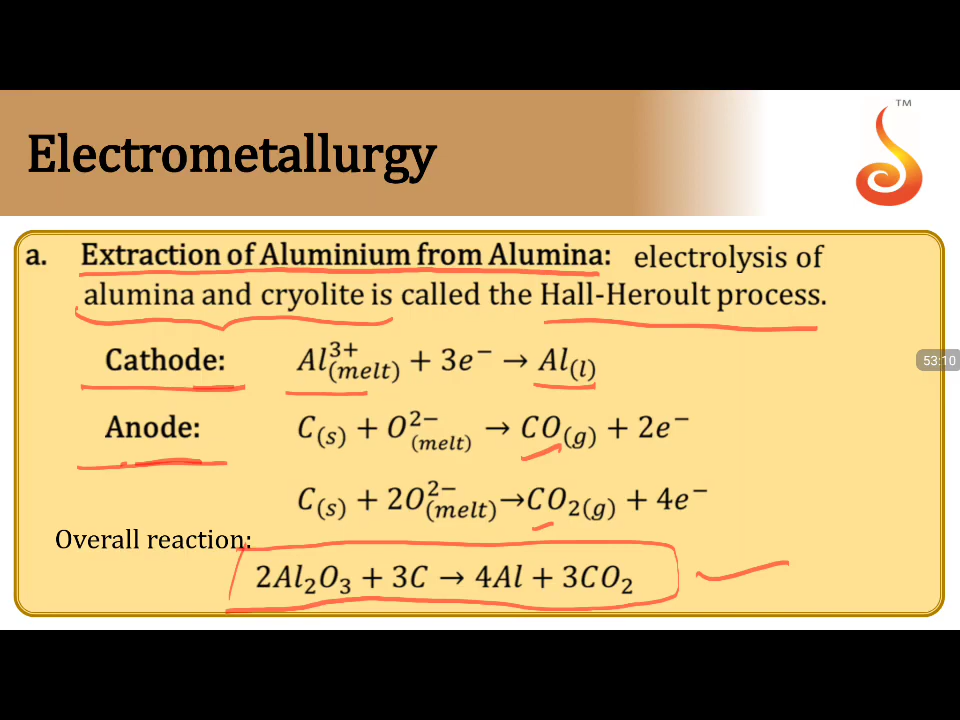 TM
Electrometallurgy
a. Extraction of Aluminium from Alumina: electrolysis of
alumina and cryolite is called the Hall-Heroult process.
53:10
Cathode: Al³⁺₍melt₎ + 3e⁻ → Al₍l₎
Anode: C₍s₎ + O²⁻₍melt₎ → CO₍g₎ + 2e⁻
C₍s₎ + 2O²⁻₍melt₎→CO₂₍g₎ + 4e⁻
Overall reaction:
2Al₂O₃ + 3C → 4Al + 3CO₂